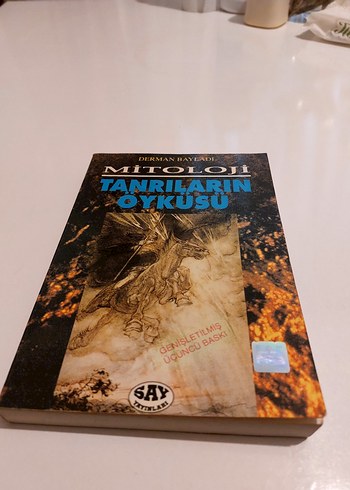 DERMAN BAYLADI
MİTOLOJİ
TANRILARIN
ÖYKÜSÜ
GENİŞLETİLMİŞ
ÜÇÜNCÜ BASKI
SAY
YAYINLARI